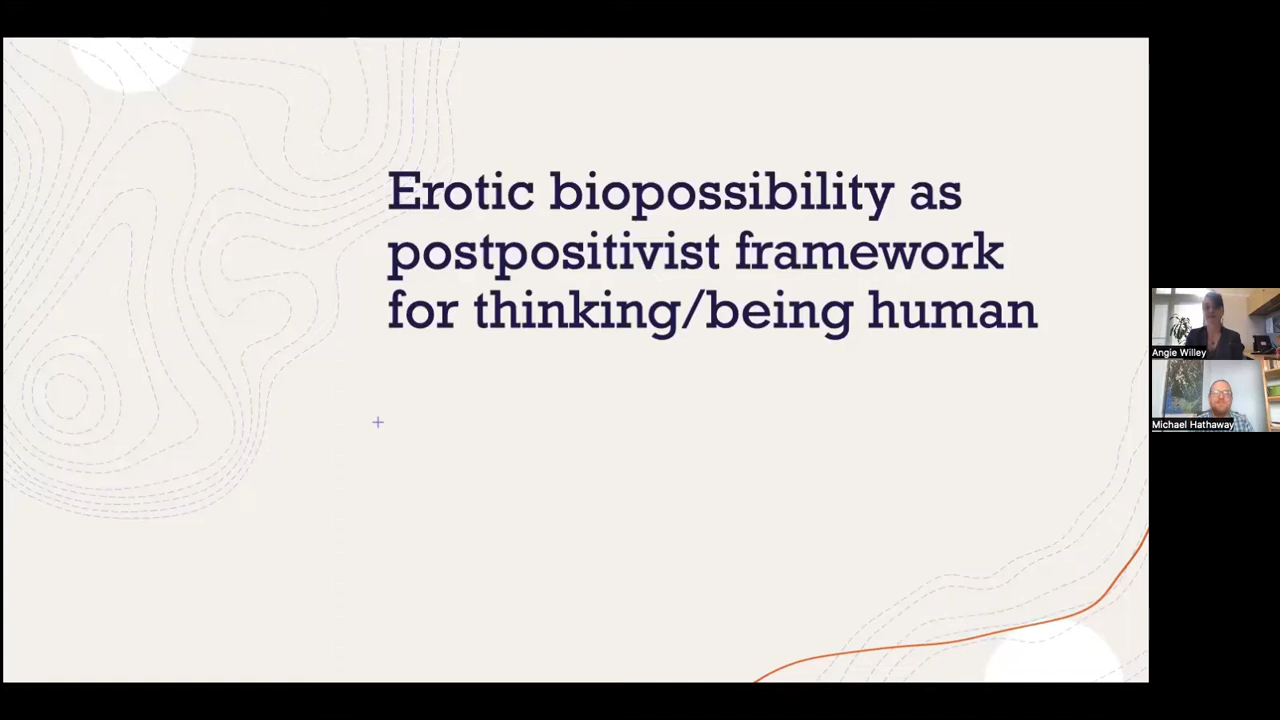 Erotic biopossibility as
postpositivist framework
for thinking/being human
Angie Willey
Michael Hathaway